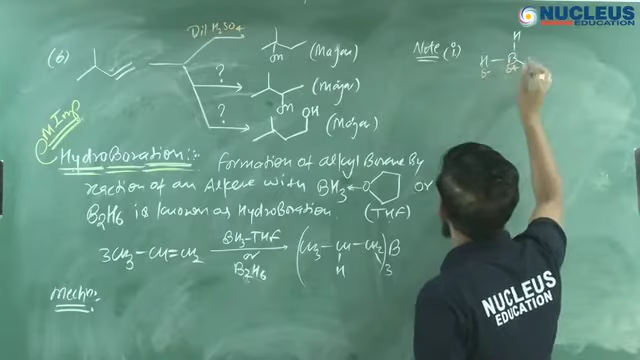 NUCLEUS
EDUCATION
(6)
Dil H2SO4
OH
(Major)
?
OH
(Major)
?
OH
(Major)
Note (i)
H
H — B
δ- δ+
M.Imp
Hydroboration:- Formation of alkyl Borane By
reaction of an Alkene with BH3 O OR
B2H6 is known as Hydroboration. (THF)
3CH3 — CH = CH2 BH3-THF or B2H6 (CH3 — CH — CH2)3 B
H
Mechn:
NUCLEUS
EDUCATION